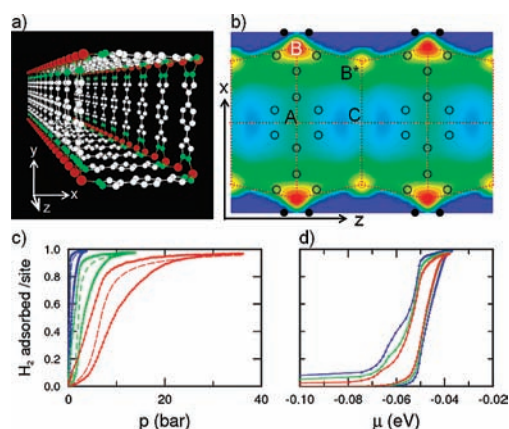 a)
y
x
z
b)
B
B*
x
A
C
z
c)
H2 adsorbed /site
1.0
0.8
0.6
0.4
0.2
0.0
0
20
40
p (bar)
d)
-0.10
-0.08
-0.06
-0.04
-0.02
μ (eV)